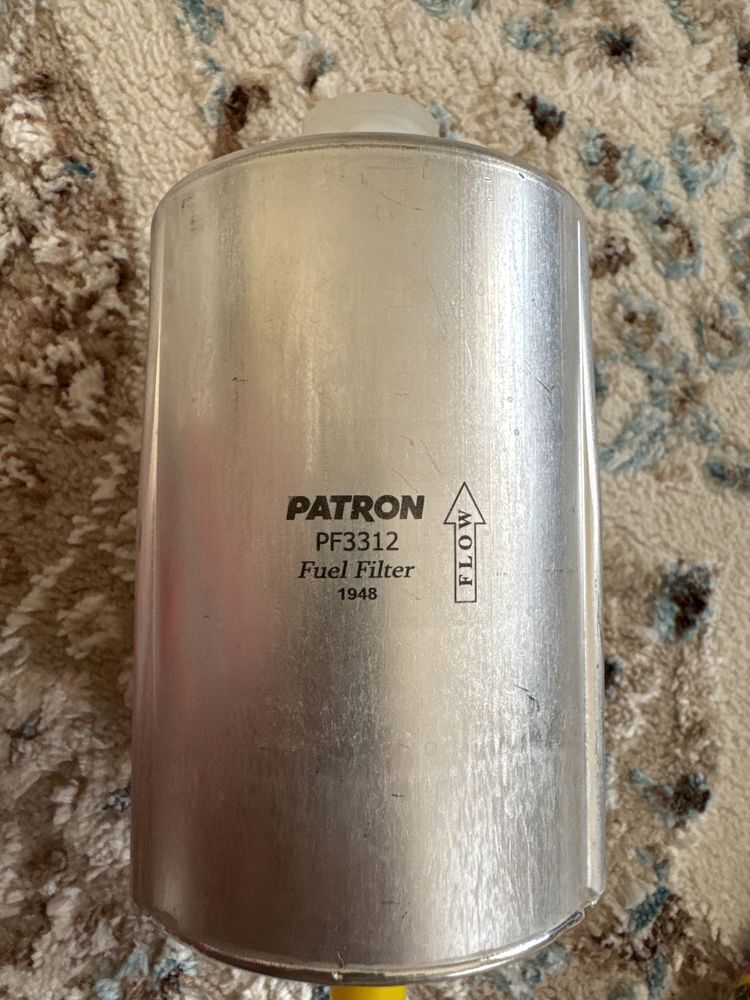 PATRON
PF3312
Fuel Filter
1948
FLOW